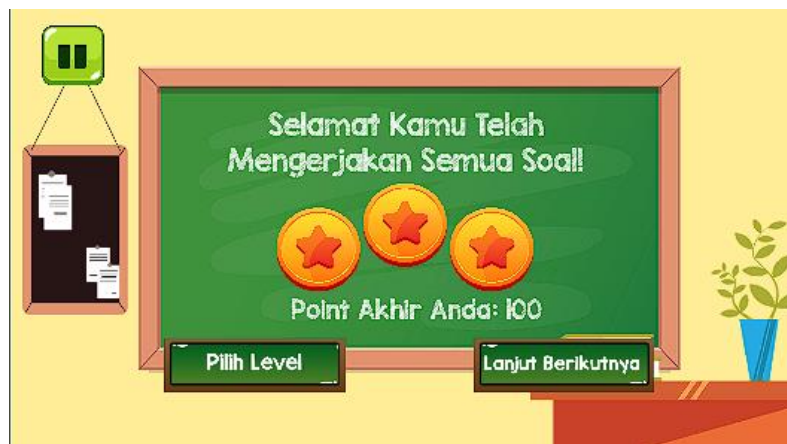 Selamat Kamu Telah
Mengerjakan Semua Soal!
Point Akhir Anda: 100
Pilih Level
Lanjut Berikutnya